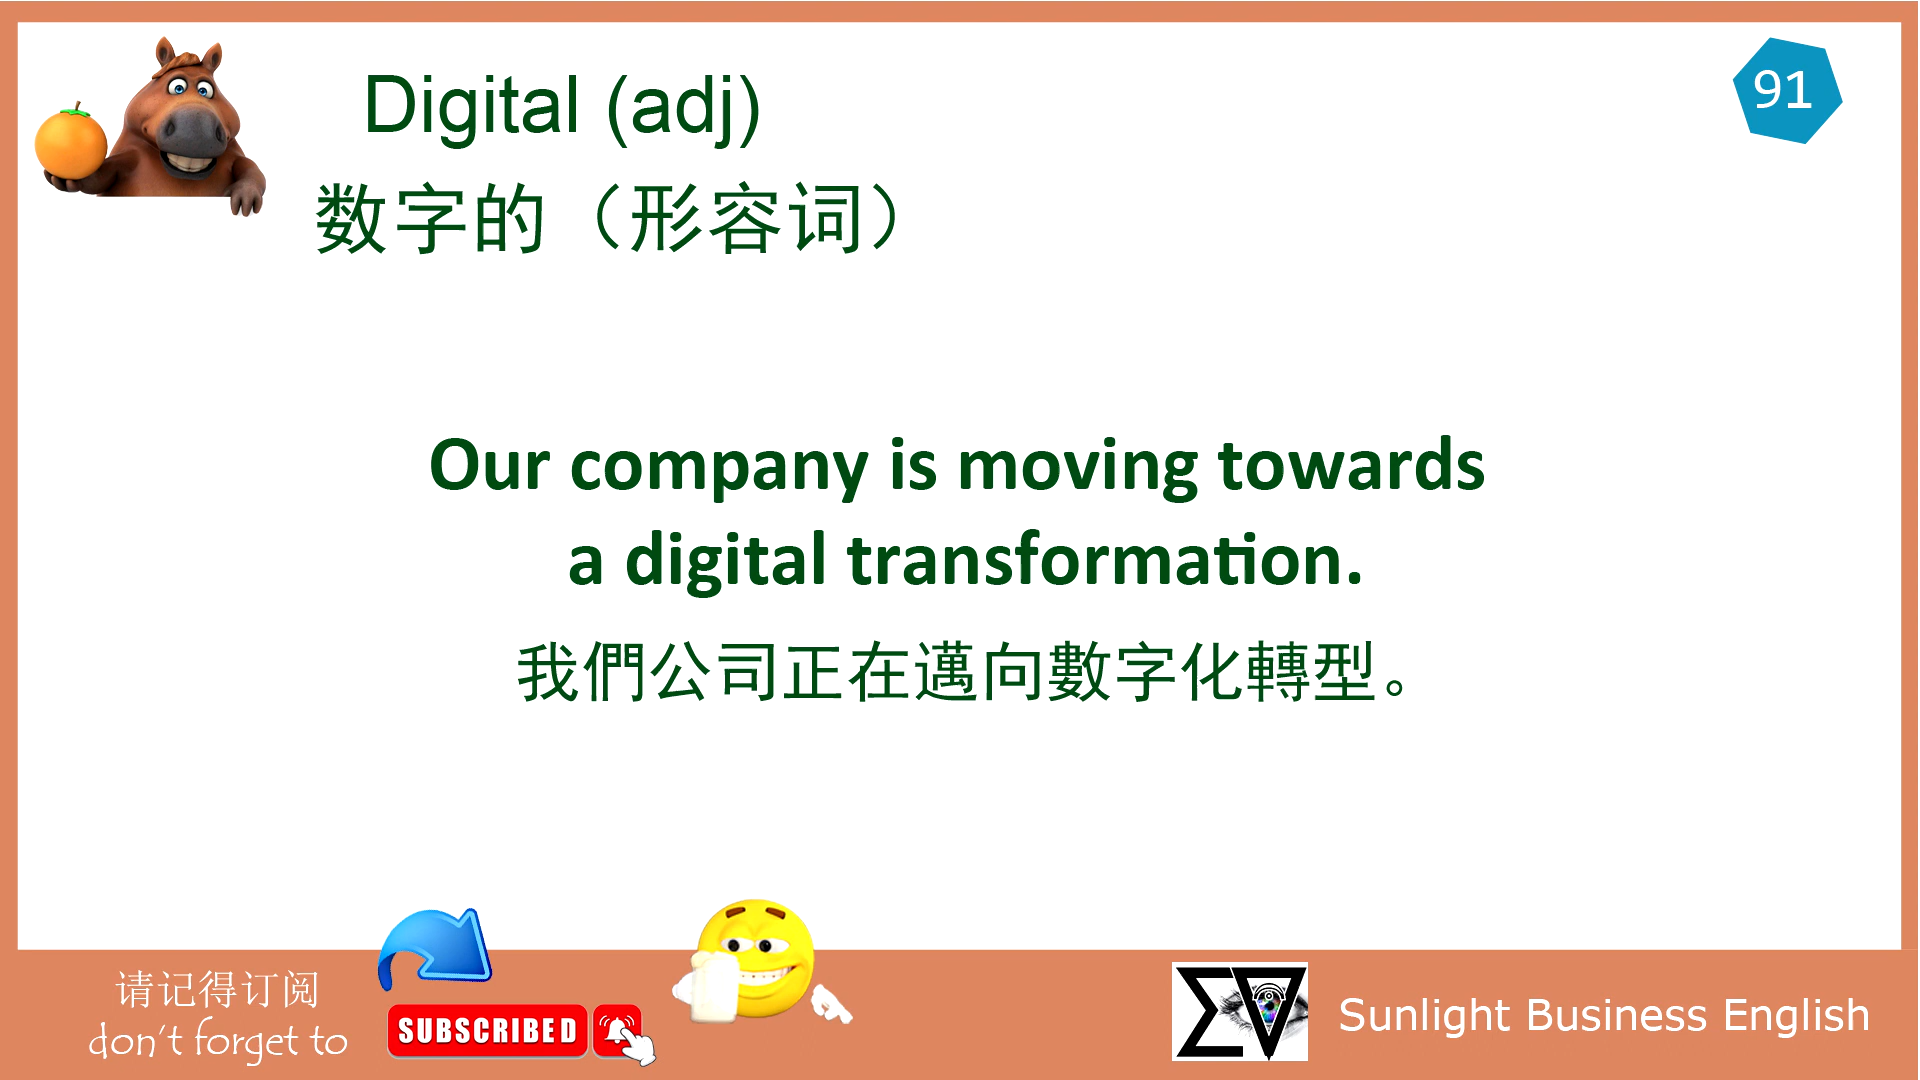 Digital (adj)
91
数字的（形容词）
Our company is moving towards
a digital transformation.
我們公司正在邁向數字化轉型。
请记得订阅
don't forget to
SUBSCRIBED
Sunlight Business English